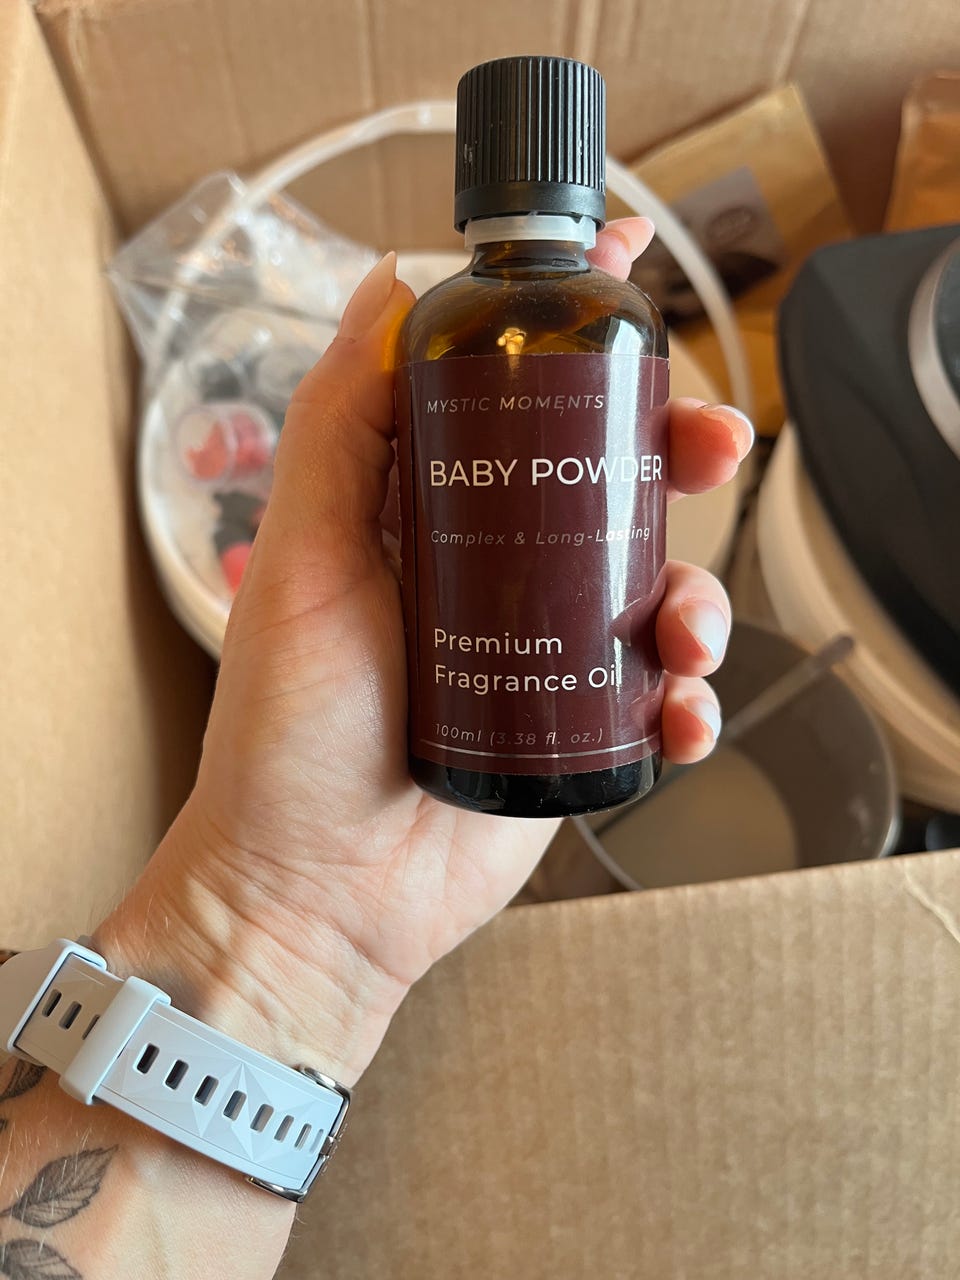 MYSTIC MOMENTS
BABY POWDER
Complex & Long-Lasting
Premium
Fragrance Oil
100ml (3.38 fl. oz.)